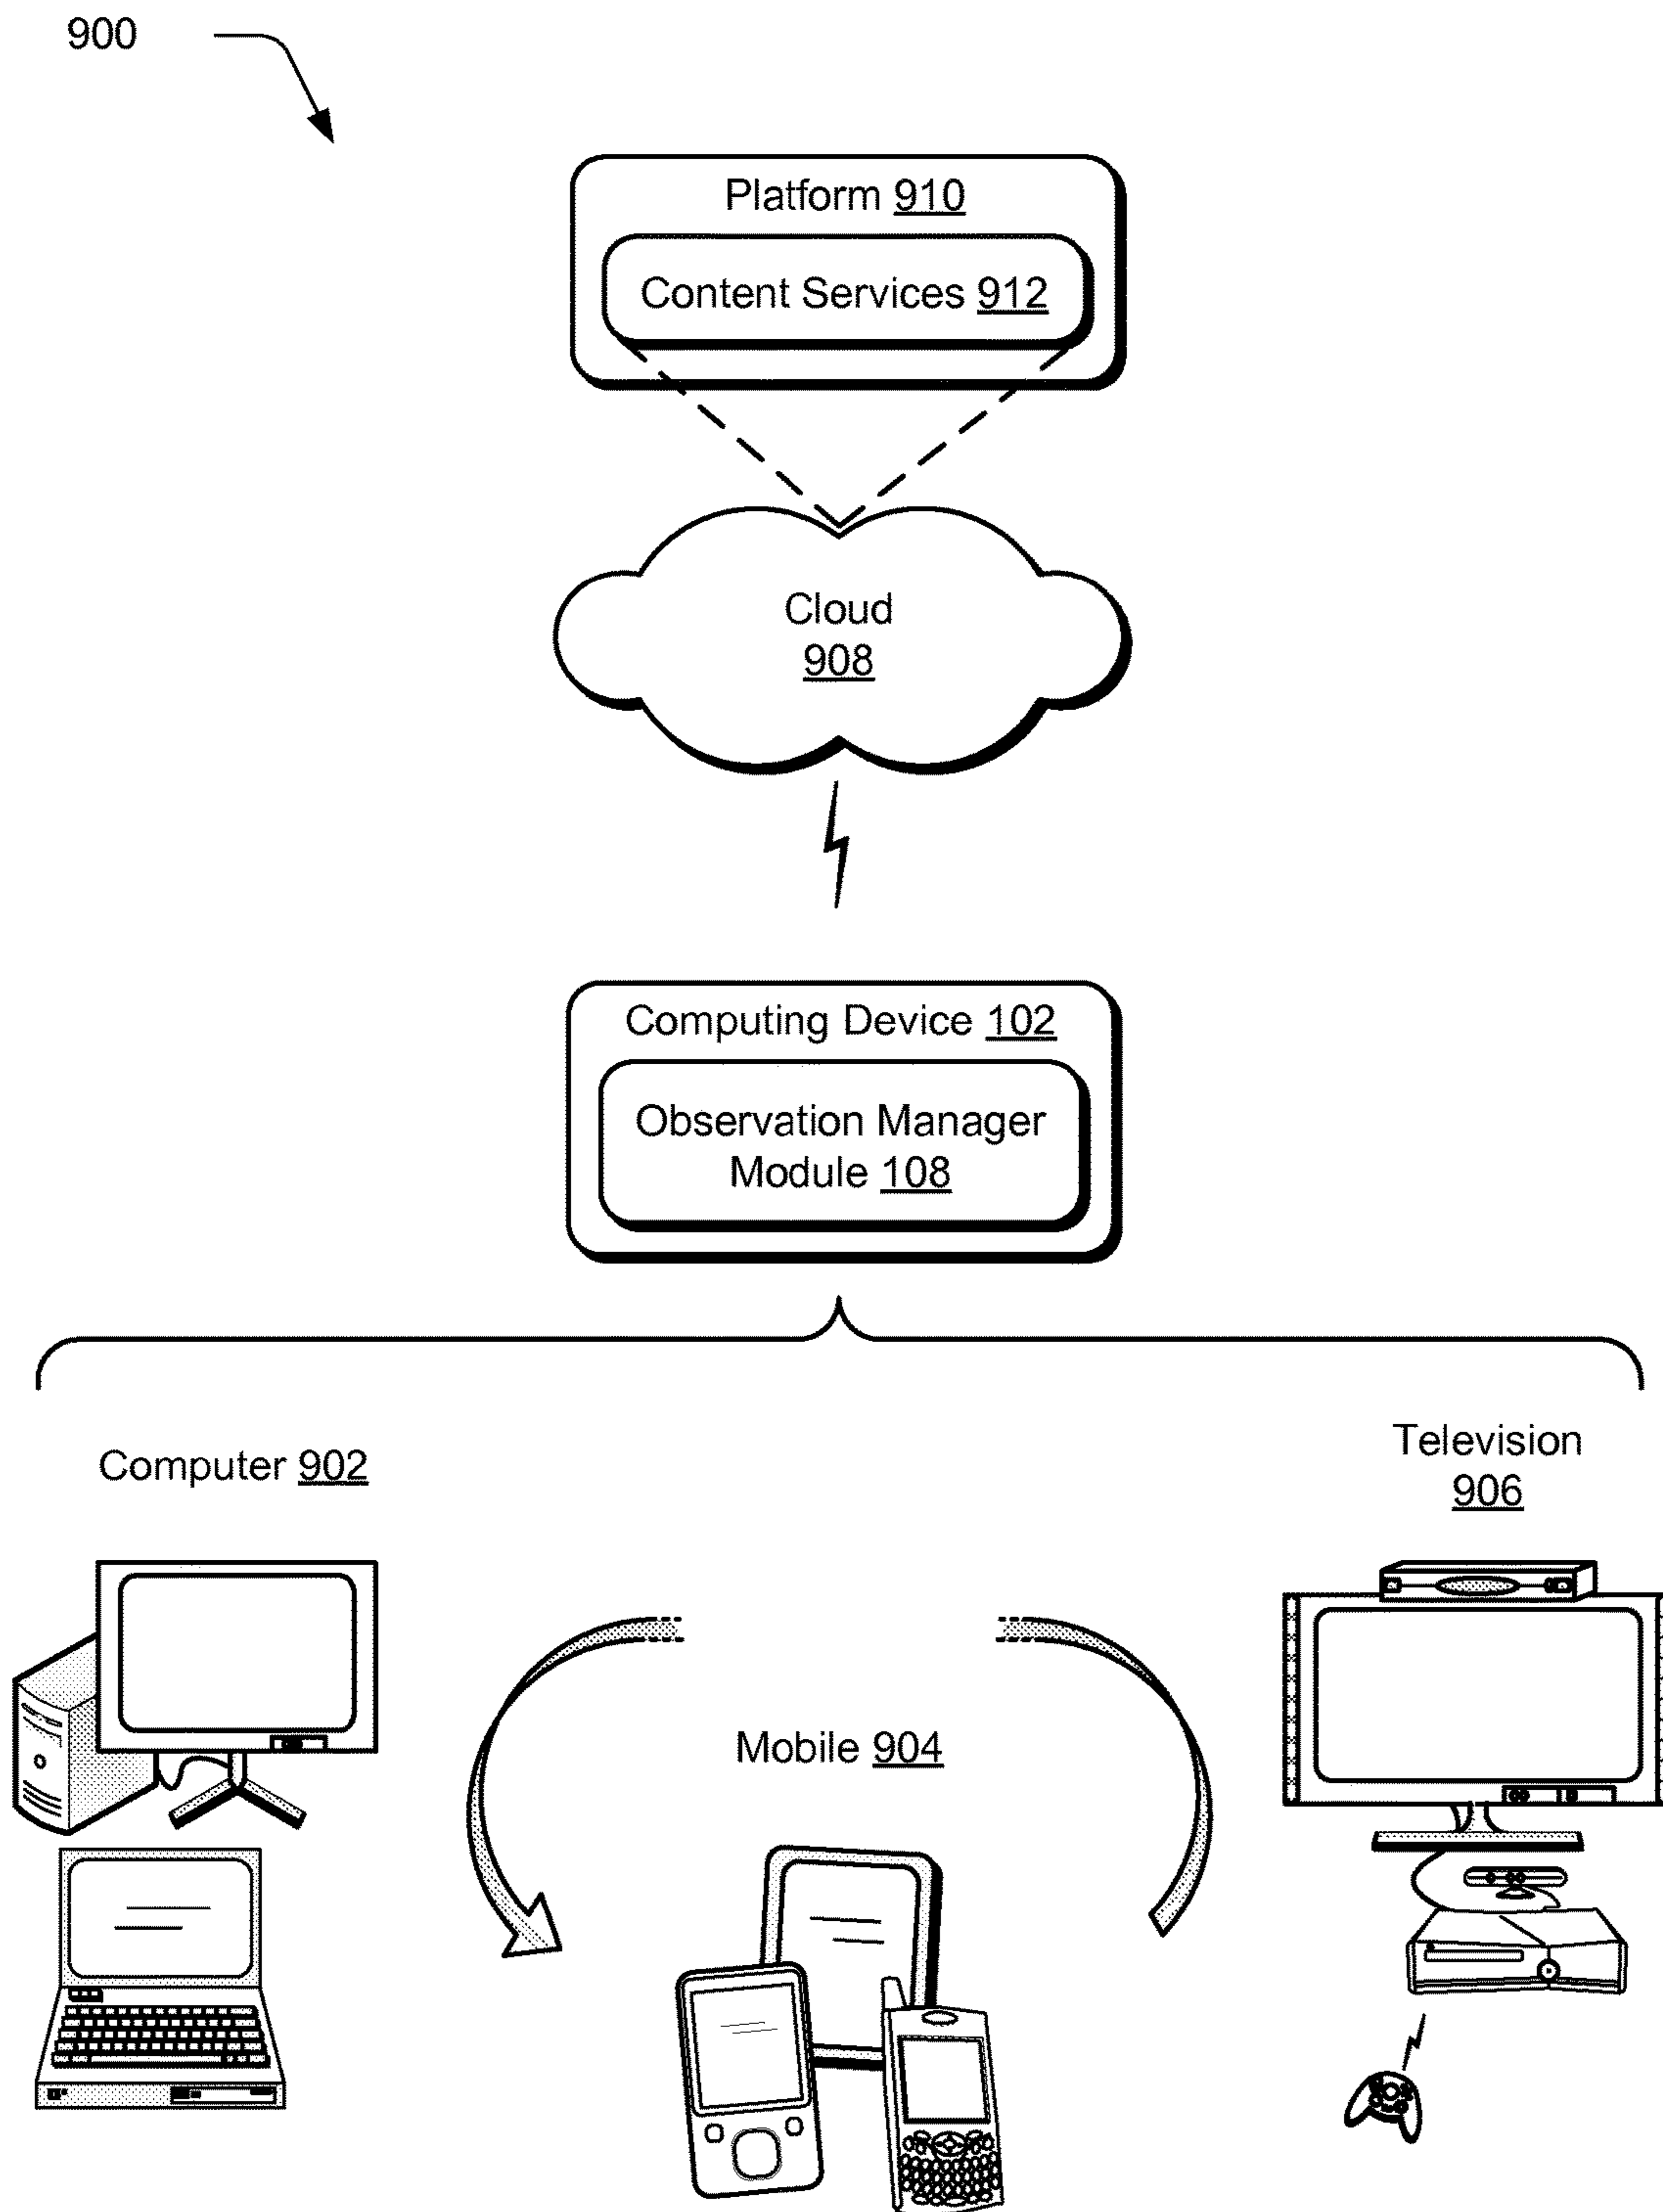 900
Platform 910
Content Services 912
Cloud
908
Computing Device 102
Observation Manager
Module 108
Computer 902
Television
906
Mobile 904